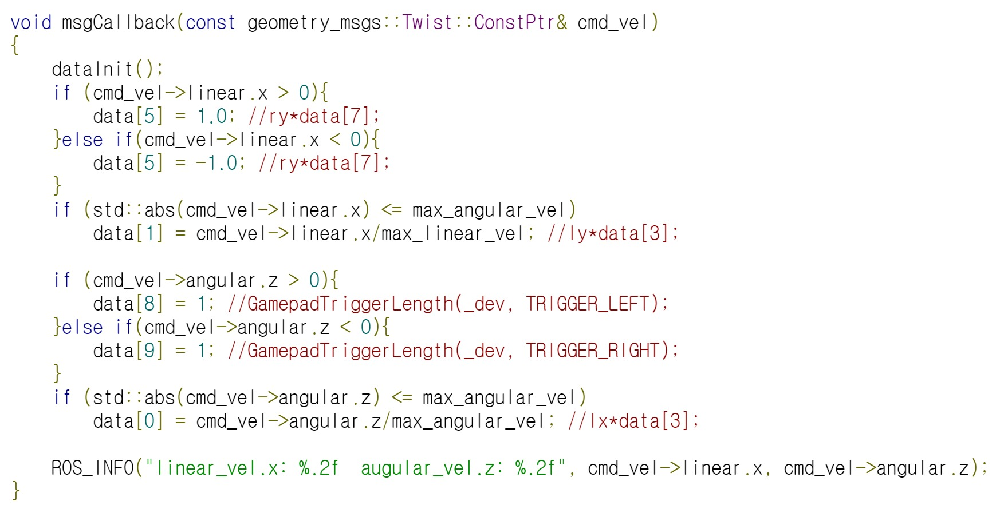 void msgCallback(const geometry_msgs::Twist::ConstPtr& cmd_vel)
{
    dataInit();
    if (cmd_vel->linear.x > 0){
        data[5] = 1.0; //ry*data[7];
    }else if(cmd_vel->linear.x < 0){
        data[5] = -1.0; //ry*data[7];
    }
    if (std::abs(cmd_vel->linear.x) <= max_angular_vel)
        data[1] = cmd_vel->linear.x/max_linear_vel; //ly*data[3];

    if (cmd_vel->angular.z > 0){
        data[8] = 1; //GamepadTriggerLength(_dev, TRIGGER_LEFT);
    }else if(cmd_vel->angular.z < 0){
        data[9] = 1; //GamepadTriggerLength(_dev, TRIGGER_RIGHT);
    }
    if (std::abs(cmd_vel->angular.z) <= max_angular_vel)
        data[0] = cmd_vel->angular.z/max_angular_vel; //lx*data[3];

    ROS_INFO("linear_vel.x: %.2f  augular_vel.z: %.2f", cmd_vel->linear.x, cmd_vel->angular.z);
}